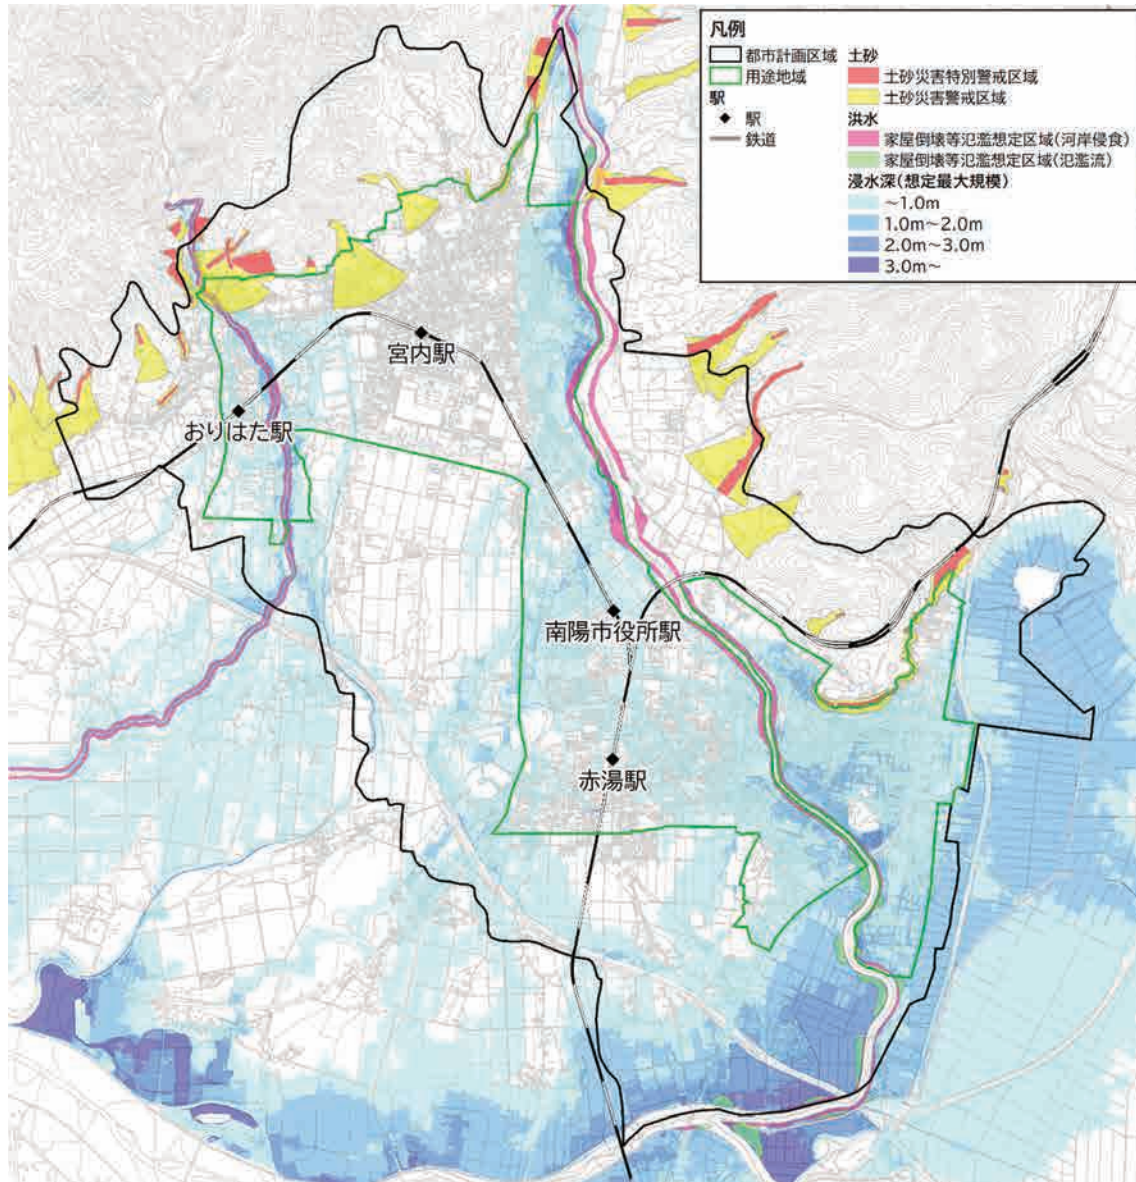 凡例
都市計画区域
用途地域
駅
駅
鉄道
土砂
土砂災害特別警戒区域
土砂災害警戒区域
洪水
家屋倒壊等氾濫想定区域(河岸侵食)
家屋倒壊等氾濫想定区域(氾濫流)
浸水深(想定最大規模)
～1.0m
1.0m～2.0m
2.0m～3.0m
3.0m～
宮内駅
おりはた駅
南陽市役所駅
赤湯駅